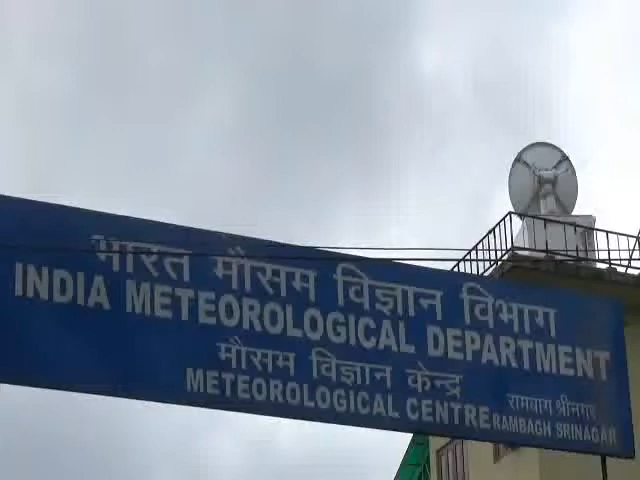 भारत मौसम विज्ञान विभाग
INDIA METEOROLOGICAL DEPARTMENT
मौसम विज्ञान केन्द्र
METEOROLOGICAL CENTRE
रामबाग श्रीनगर
RAMBAGH SRINAGAR